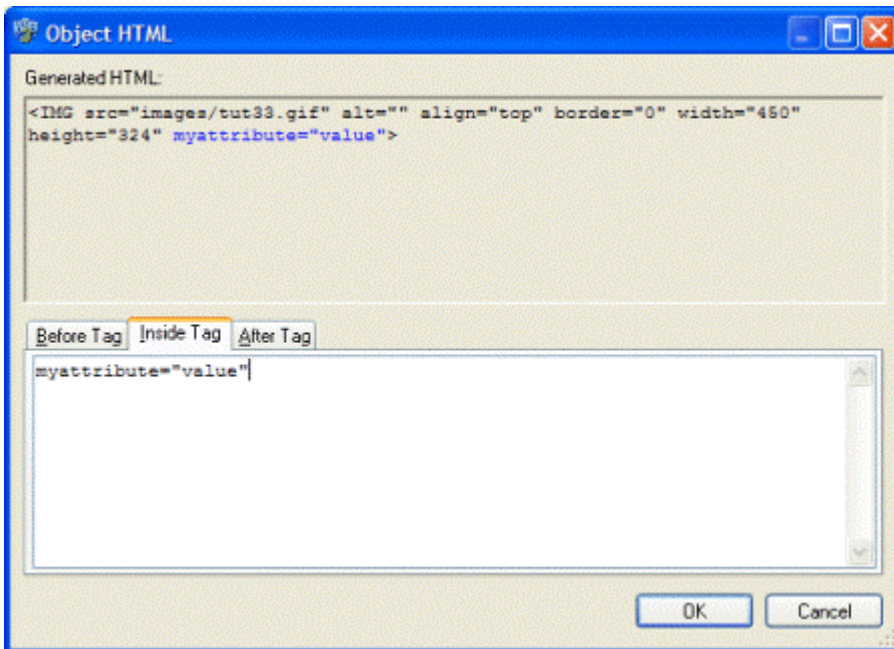 Object HTML
Generated HTML:
<IMG src="images/tut33.gif" alt="" align="top" border="0" width="450"
height="324" myattribute="value">
Before Tag Inside Tag After Tag
myattribute="value"
OK Cancel